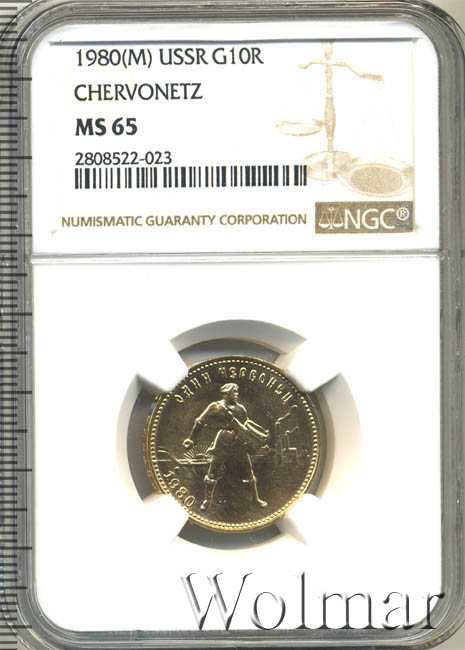 1980(M) USSR G10R
CHERVONETZ
MS 65
2808522-023
NUMISMATIC GUARANTY CORPORATION
NGC®
ОДИН ЧЕРВОНЕЦ
1980
Wolmar